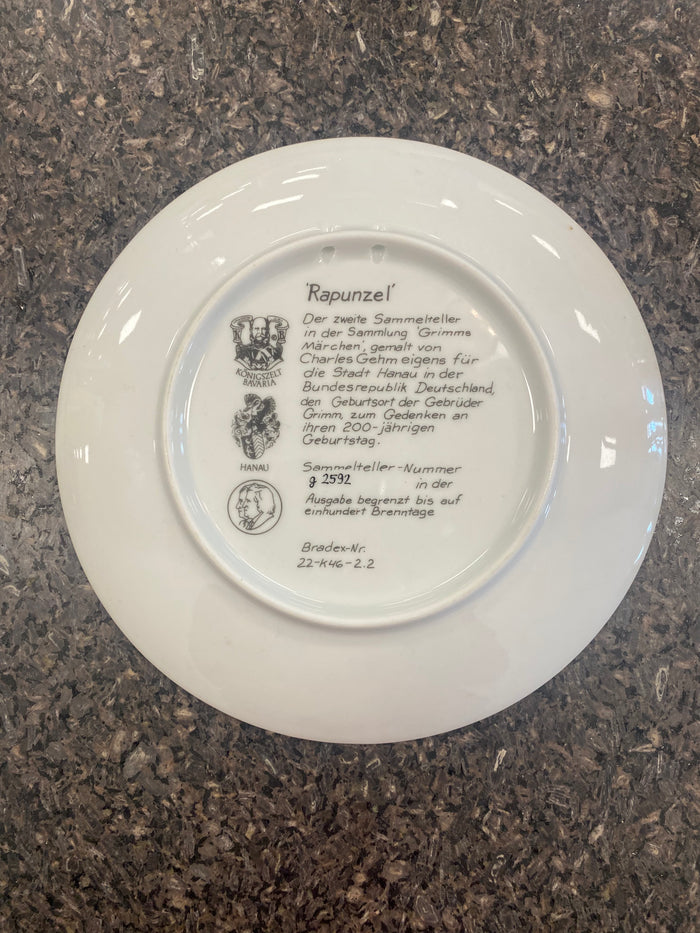 'Rapunzel'
Der zweite Sammelteller
in der Sammlung 'Grimms
Märchen', gemalt von
Charles Gehm eigens für
die Stadt Hanau in der
Bundesrepublik Deutschland,
den Geburtsort der Gebrüder
Grimm, zum Gedenken an
ihren 200-jährigen
Geburtstag.
KÖNIGSZELT
BAVARIA
HANAU
Sammelteller-Nummer
g 2592 in der
Ausgabe begrenzt bis auf
einhundert Brenntage
Bradex-Nr.
22-K46-2.2